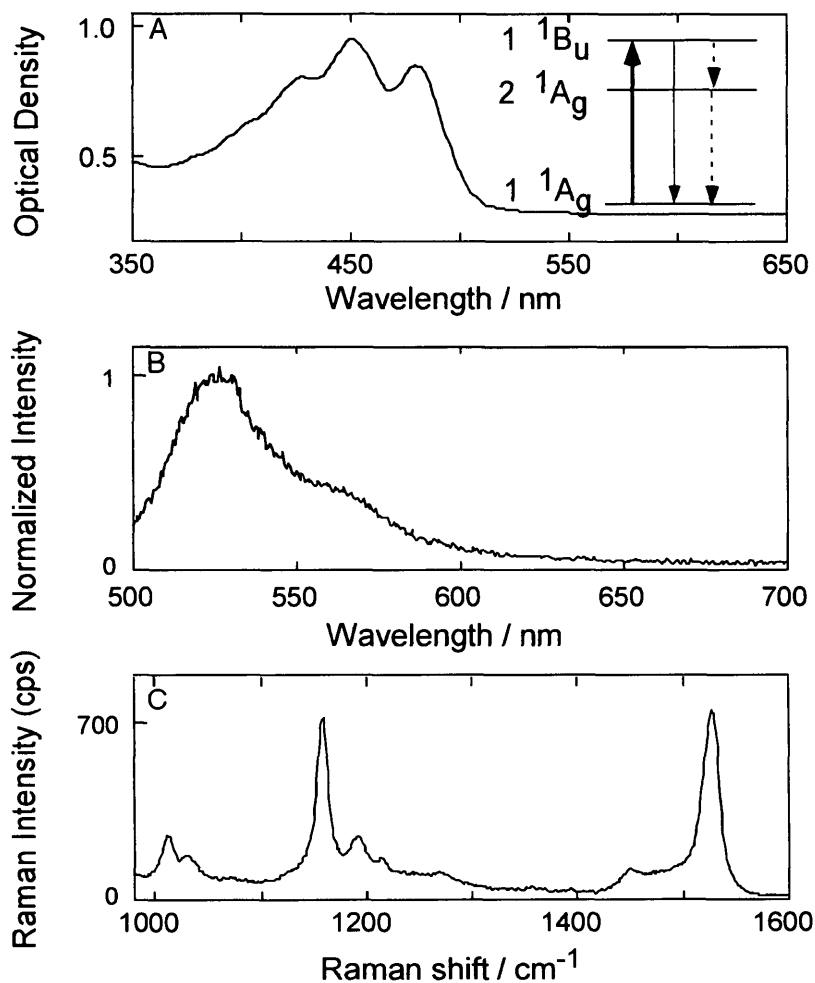 A
1.0
0.5
Optical Density
1 ¹Bᵤ
2 ¹A_g
1 ¹A_g
350 450 550 650
Wavelength / nm
B
1
0
Normalized Intensity
500 550 600 650 700
Wavelength / nm
C
700
0
Raman Intensity (cps)
1000 1200 1400 1600
Raman shift / cm⁻¹